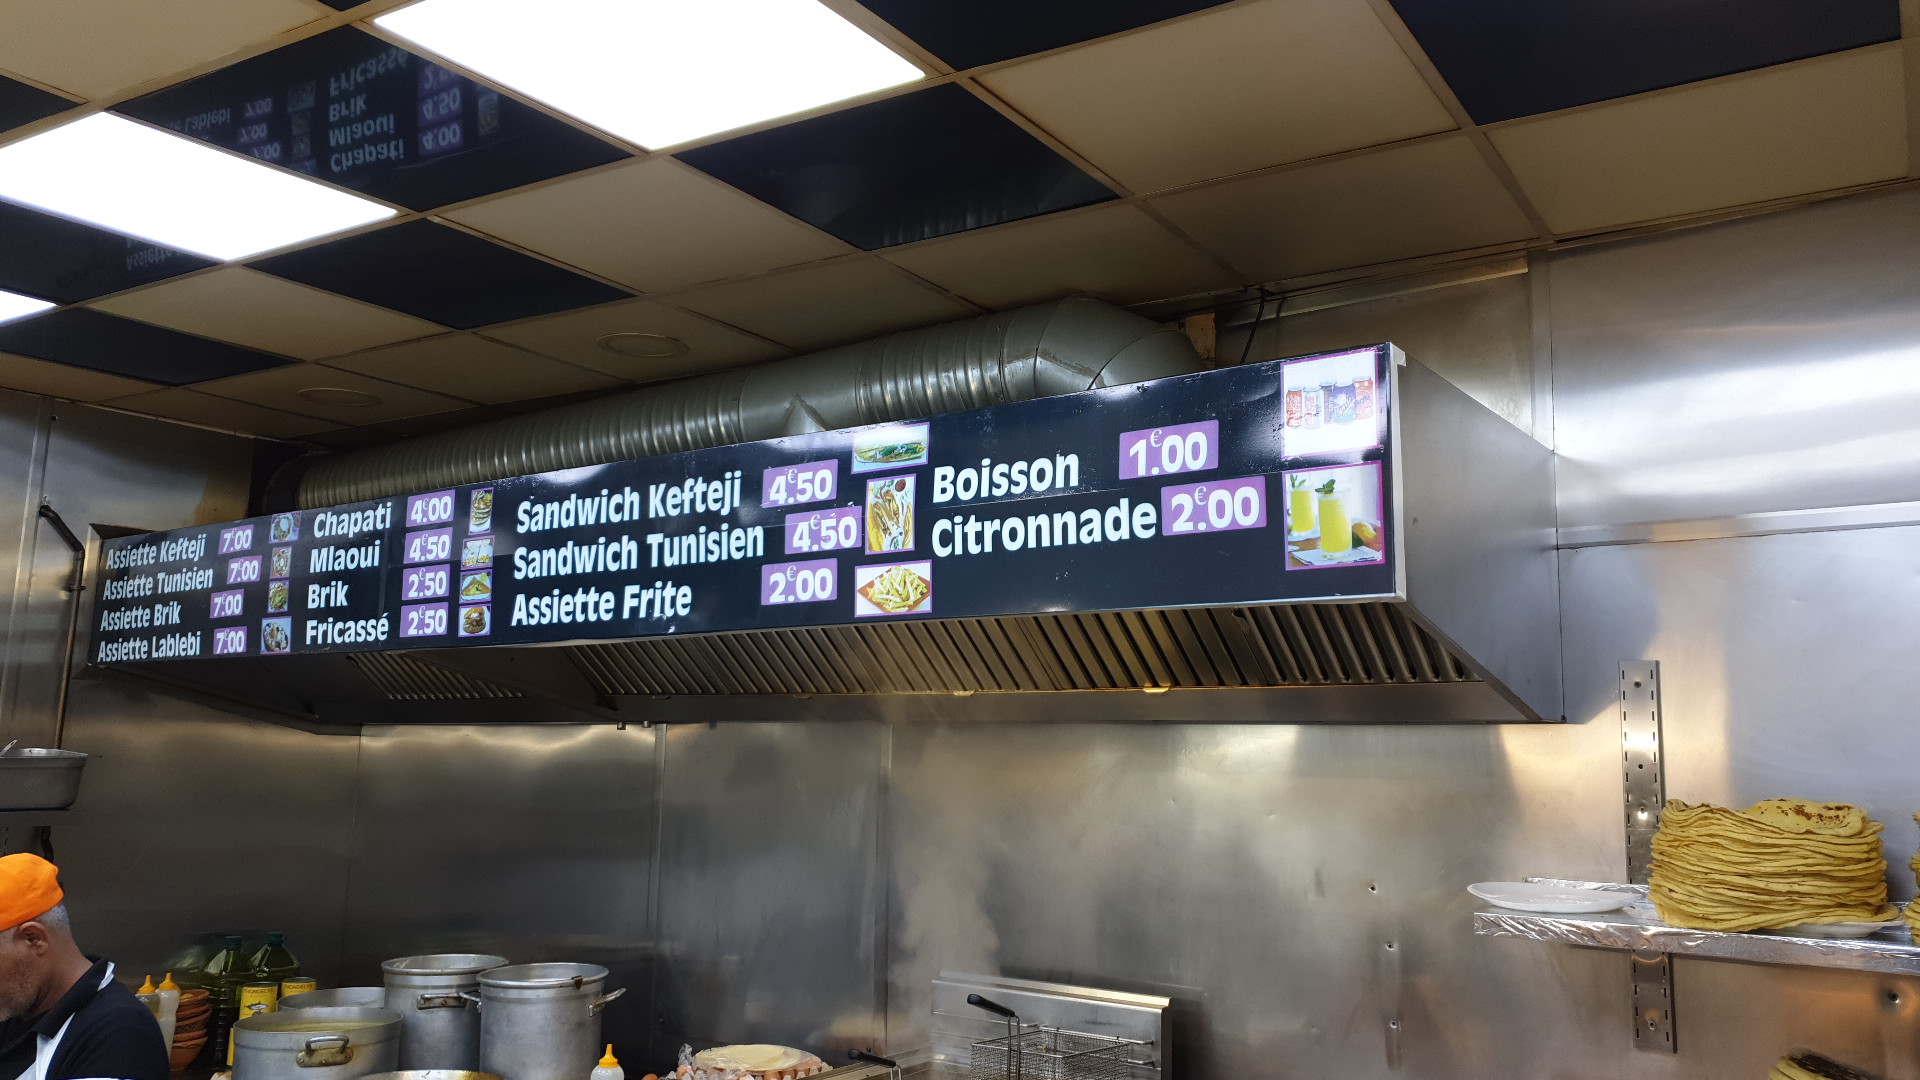 Assiette Kefteji 7€00
Assiette Tunisien 7€00
Assiette Brik 7€00
Assiette Lablebi 7€00
Chapati 4€00
Mlaoui 4€50
Brik 2€50
Fricassé 2€50
Sandwich Kefteji 4€50
Sandwich Tunisien 4€50
Assiette Frite 2€00
Boisson 1€00
Citronnade 2€00